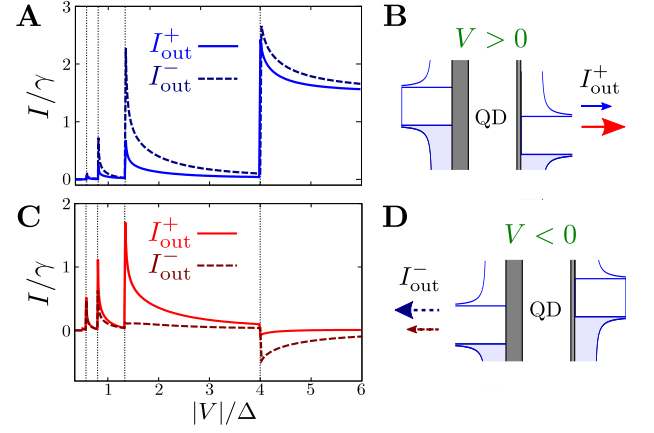 A
I/γ
3
2
1
0
I⁺out
I⁻out
B
V > 0
QD
I⁺out
C
I/γ
2
1
0
I⁺out
I⁻out
1 2 3 4 5 6
|V|/Δ
D
V < 0
I⁻out
QD